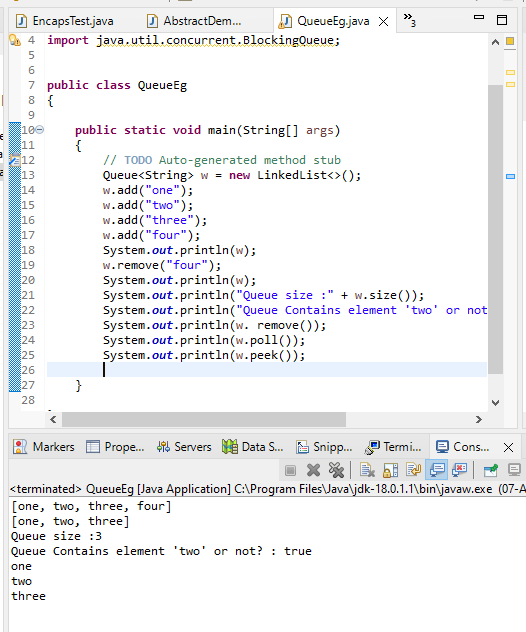 EncapsTest.java
AbstractDem...
QueueEg.java
»3
4 import java.util.concurrent.BlockingQueue;
5
6
7 public class QueueEg
8 {
9
10 public static void main(String[] args)
11 {
12 // TODO Auto-generated method stub
13 Queue<String> w = new LinkedList<>();
14 w.add("one");
15 w.add("two");
16 w.add("three");
17 w.add("four");
18 System.out.println(w);
19 w.remove("four");
20 System.out.println(w);
21 System.out.println("Queue size :" + w.size());
22 System.out.println("Queue Contains element 'two' or not
23 System.out.println(w. remove());
24 System.out.println(w.poll());
25 System.out.println(w.peek());
26
27 }
28
Markers Prope... Servers Data S... Snipp... Termi... Cons...
<terminated> QueueEg [Java Application] C:\Program Files\Java\jdk-18.0.1.1\bin\javaw.exe (07-A
[one, two, three, four]
[one, two, three]
Queue size :3
Queue Contains element 'two' or not? : true
one
two
three